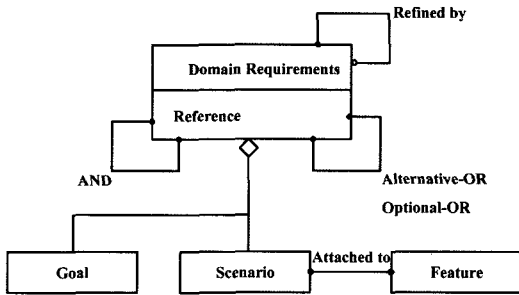 Refined by
Domain Requirements
Reference
AND
Alternative-OR
Optional-OR
Attached to
Goal
Scenario
Feature